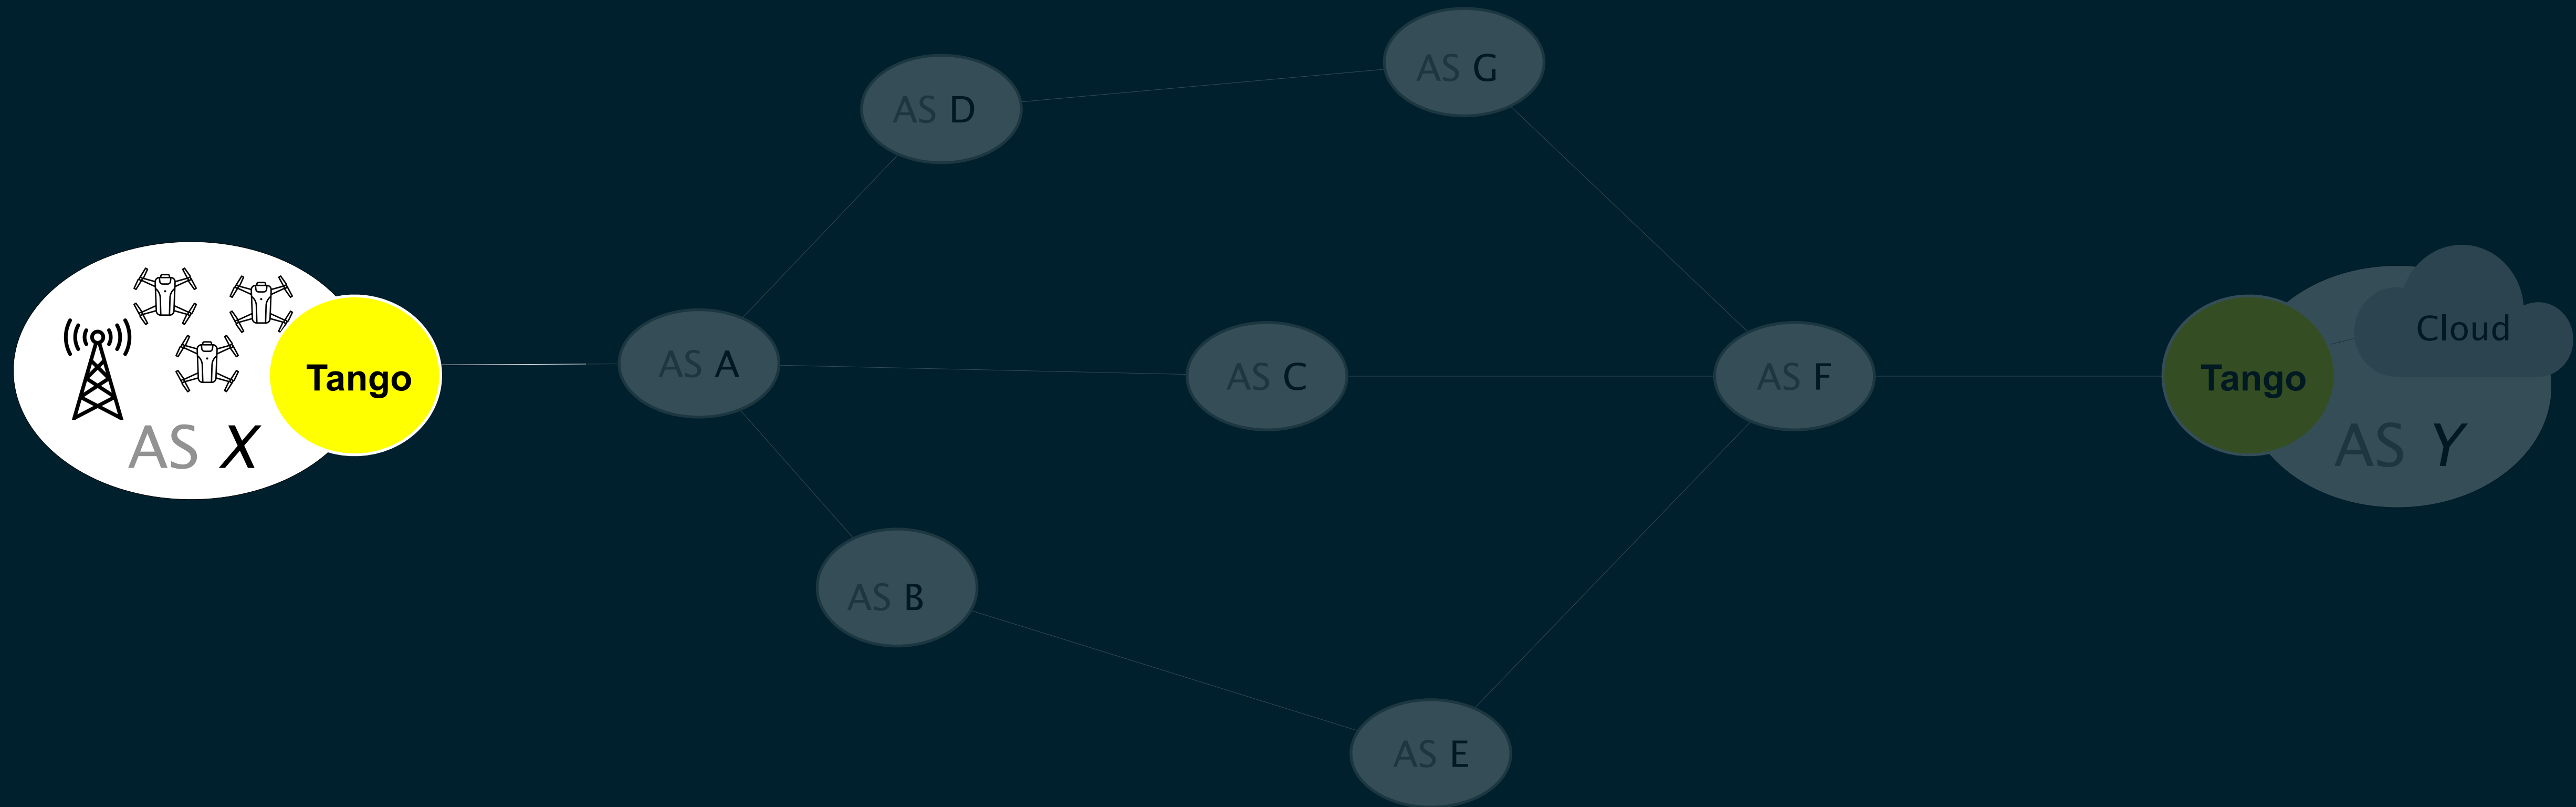 AS G
AS D
Cloud
AS A
AS C
AS F
Tango
Tango
AS X
AS Y
AS B
AS E